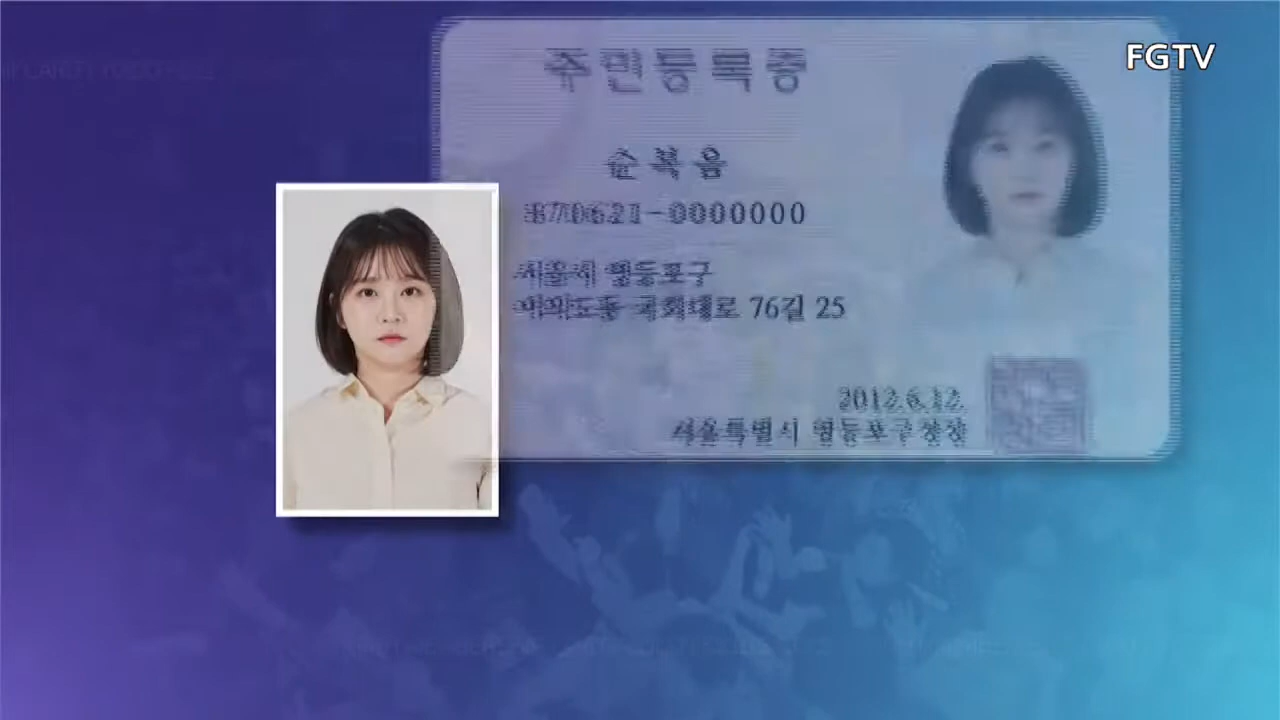 FGTV
주민등록증
순복음
870621-0000000
서울시 영등포구
여의도동 국회대로 76길 25
2012.6.12.
서울특별시 영등포구청장